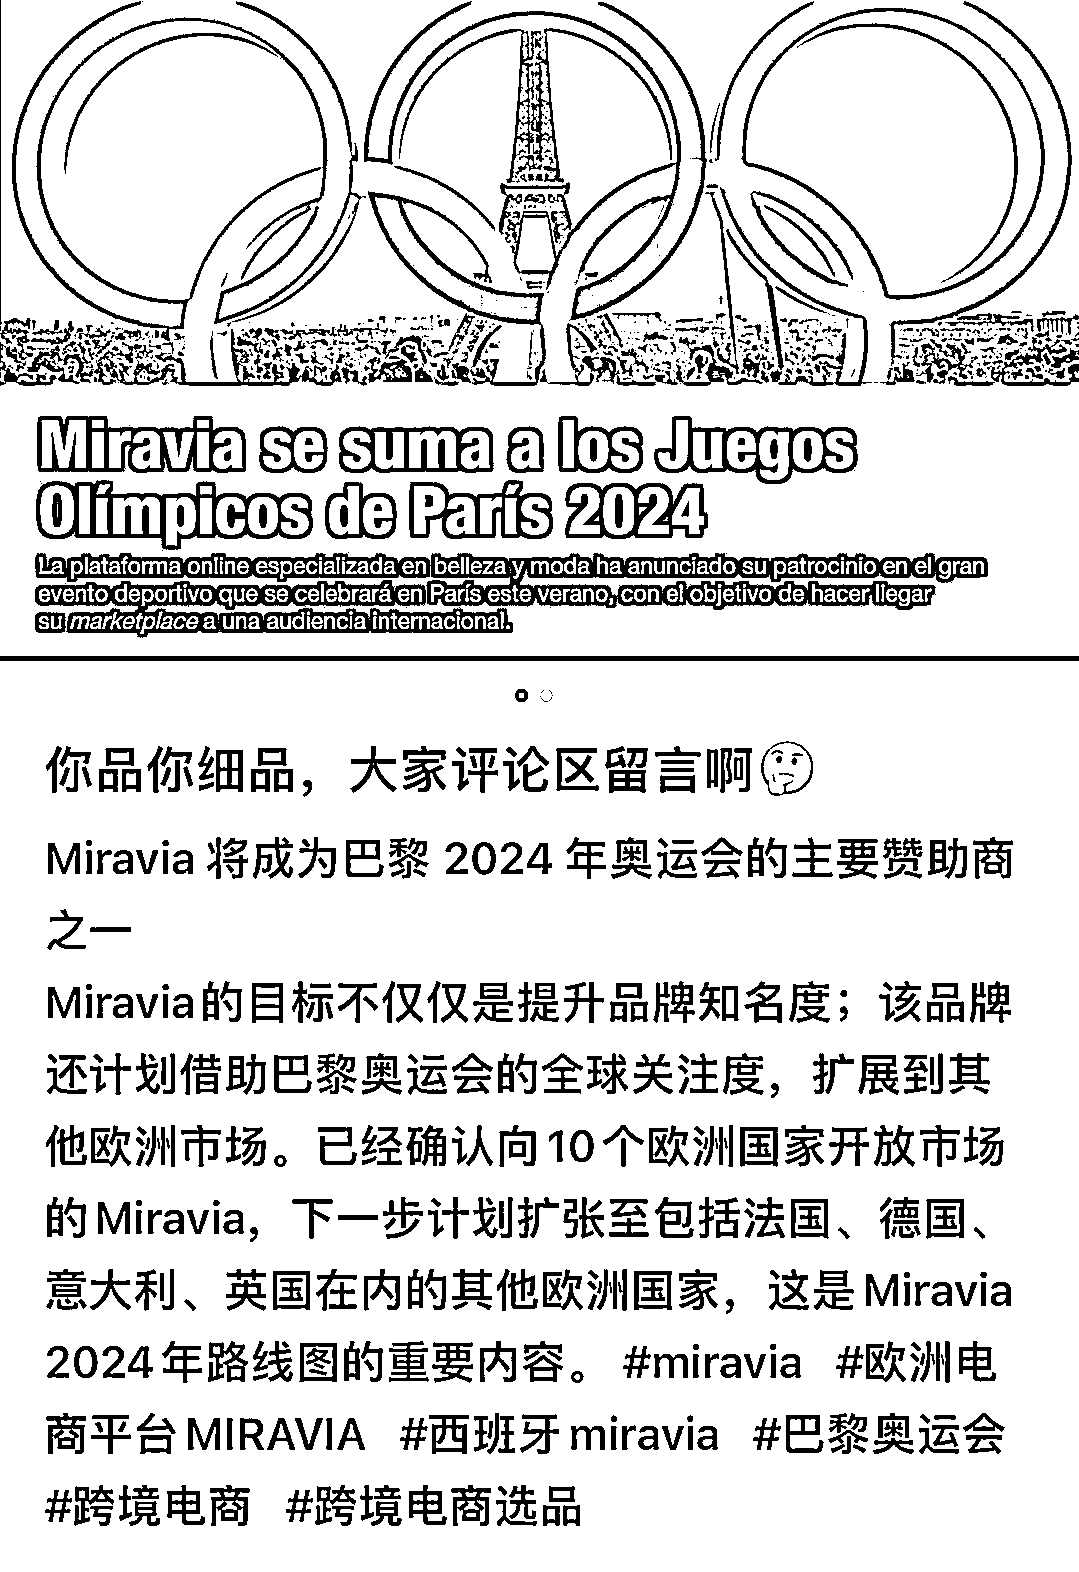 Miravia se suma a los Juegos
Olímpicos de París 2024
La plataforma online especializada en belleza y moda ha anunciado su patrocinio en el gran
evento deportivo que se celebrará en París este verano, con el objetivo de hacer llegar
su marketplace a una audiencia internacional.
你品你细品，大家评论区留言啊🤔
Miravia 将成为巴黎 2024 年奥运会的主要赞助商
之一
Miravia的目标不仅仅是提升品牌知名度；该品牌
还计划借助巴黎奥运会的全球关注度，扩展到其
他欧洲市场。已经确认向10个欧洲国家开放市场
的Miravia，下一步计划扩张至包括法国、德国、
意大利、英国在内的其他欧洲国家，这是Miravia
2024年路线图的重要内容。 #miravia #欧洲电
商平台MIRAVIA #西班牙miravia #巴黎奥运会
#跨境电商 #跨境电商选品